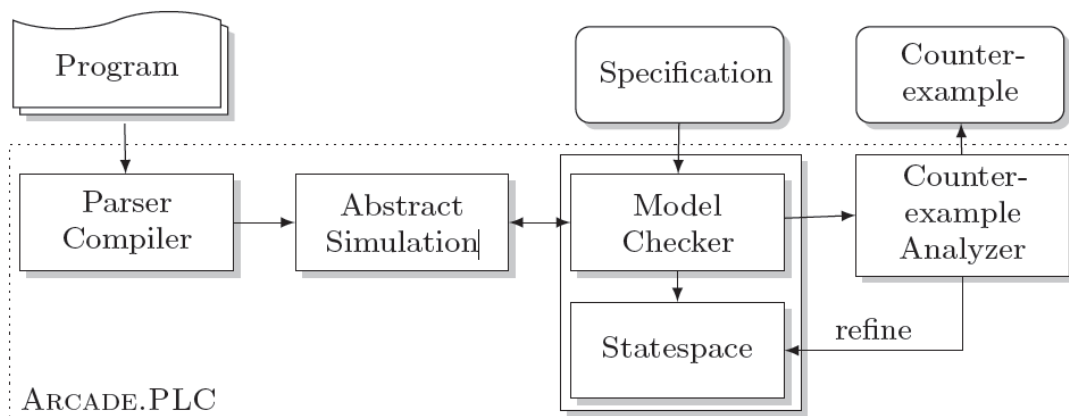 Program
Specification
Counter-
example
Parser
Compiler
Abstract
Simulation
Model
Checker
Counter-
example
Analyzer
Statespace
refine
ARCADE.PLC